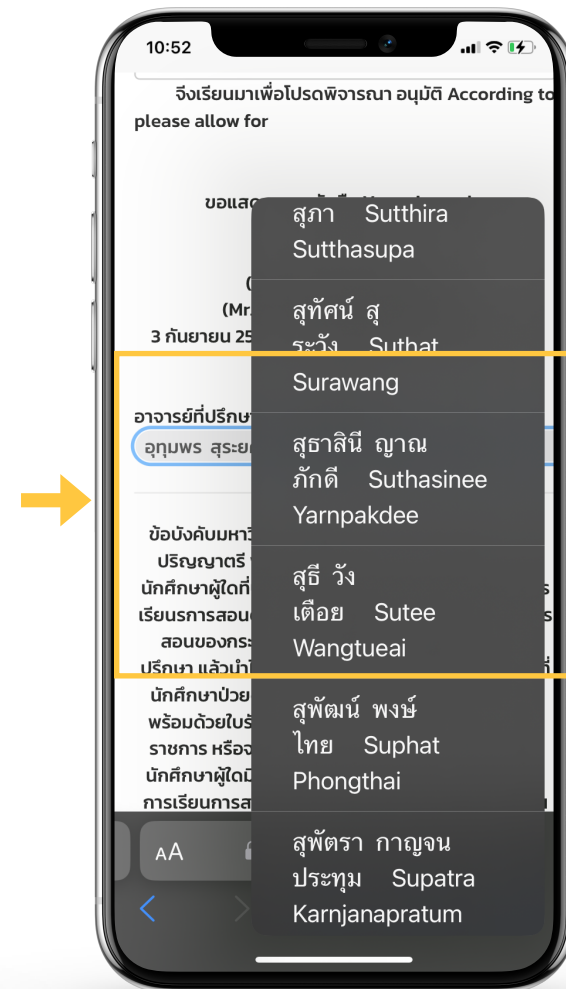 10:52
จึงเรียนมาเพื่อโปรดพิจารณา อนุมัติ According to
please allow for
ขอแสด
(Mr.
3 กันยายน 25
อาจารย์ที่ปรึกษา
อุทุมพร สุระย
สุภา Sutthira
Sutthasupa
สุทัศน์ สุ
ระวัง Suthat
Surawang
สุธาสินี ญาณ
ภักดี Suthasinee
Yarnpakdee
สุธี วัง
เตือย Sutee
Wangtueai
สุพัฒน์ พงษ์
ไทย Suphat
Phongthai
สุพัตรา กาญจน
ประทุม Supatra
Karnjanapratum
ข้อบังคับมหาวิ
ปริญญาตรี
นักศึกษาผู้ใดที่
เรียนรการสอน
สอนของกระ
ปรึกษา แล้วนำ
นักศึกษาป่วย
พร้อมด้วยใบรั
ราชการ หรือจ
นักศึกษาผู้ใดมี
การเรียนการส
AA